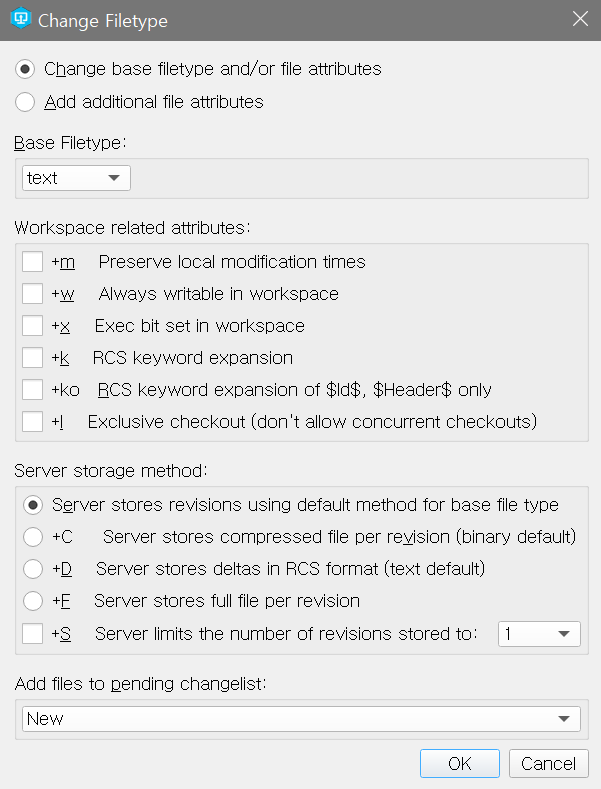 Change Filetype
Change base filetype and/or file attributes
Add additional file attributes
Base Filetype:
text
Workspace related attributes:
+m Preserve local modification times
+w Always writable in workspace
+x Exec bit set in workspace
+k RCS keyword expansion
+ko RCS keyword expansion of $Id$, $Header$ only
+l Exclusive checkout (don't allow concurrent checkouts)
Server storage method:
Server stores revisions using default method for base file type
+C Server stores compressed file per revision (binary default)
+D Server stores deltas in RCS format (text default)
+F Server stores full file per revision
+S Server limits the number of revisions stored to: 1
Add files to pending changelist:
New
OK Cancel